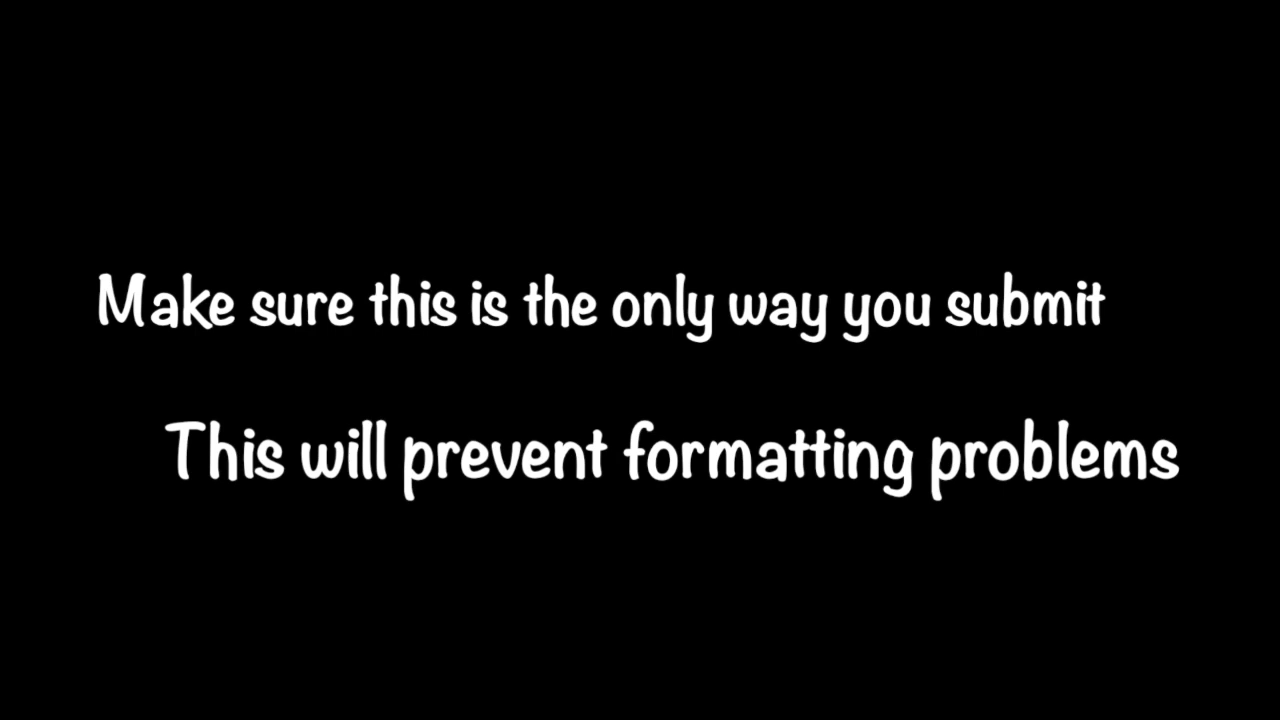 Make sure this is the only way you submit
This will prevent formatting problems